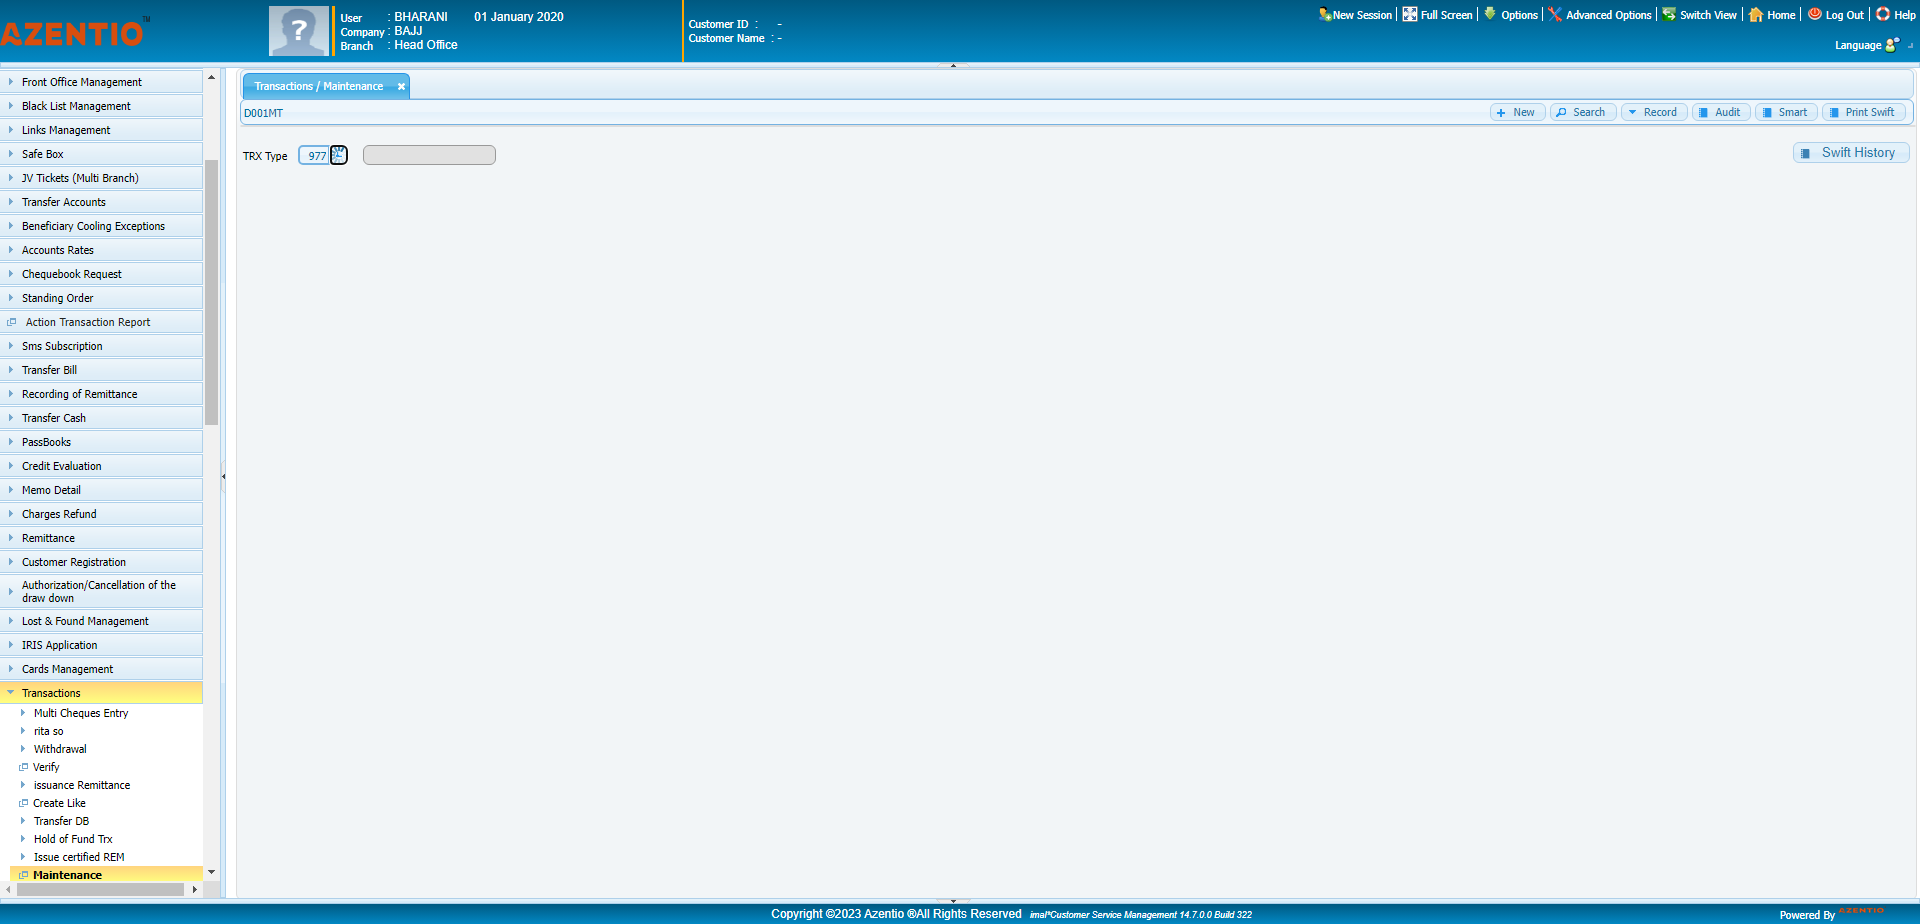 AZENTIO™
User : BHARANI 01 January 2020
Company : BAJJ
Branch : Head Office
Customer ID : -
Customer Name : -
New Session Full Screen Options Advanced Options Switch View Home Log Out Help
Language
Front Office Management
Black List Management
Links Management
Safe Box
JV Tickets (Multi Branch)
Transfer Accounts
Beneficiary Cooling Exceptions
Accounts Rates
Chequebook Request
Standing Order
Action Transaction Report
Sms Subscription
Transfer Bill
Recording of Remittance
Transfer Cash
PassBooks
Credit Evaluation
Memo Detail
Charges Refund
Remittance
Customer Registration
Authorization/Cancellation of the
draw down
Lost & Found Management
IRIS Application
Cards Management
Transactions
Multi Cheques Entry
rita so
Withdrawal
Verify
issuance Remittance
Create Like
Transfer DB
Hold of Fund Trx
Issue certified REM
Maintenance
Transactions / Maintenance
D001MT
New Search Record Audit Smart Print Swift
TRX Type 977
Swift History
Copyright ©2023 Azentio ®All Rights Reserved imal*Customer Service Management 14.7.0.0 Build 322
Powered By AZENTIO